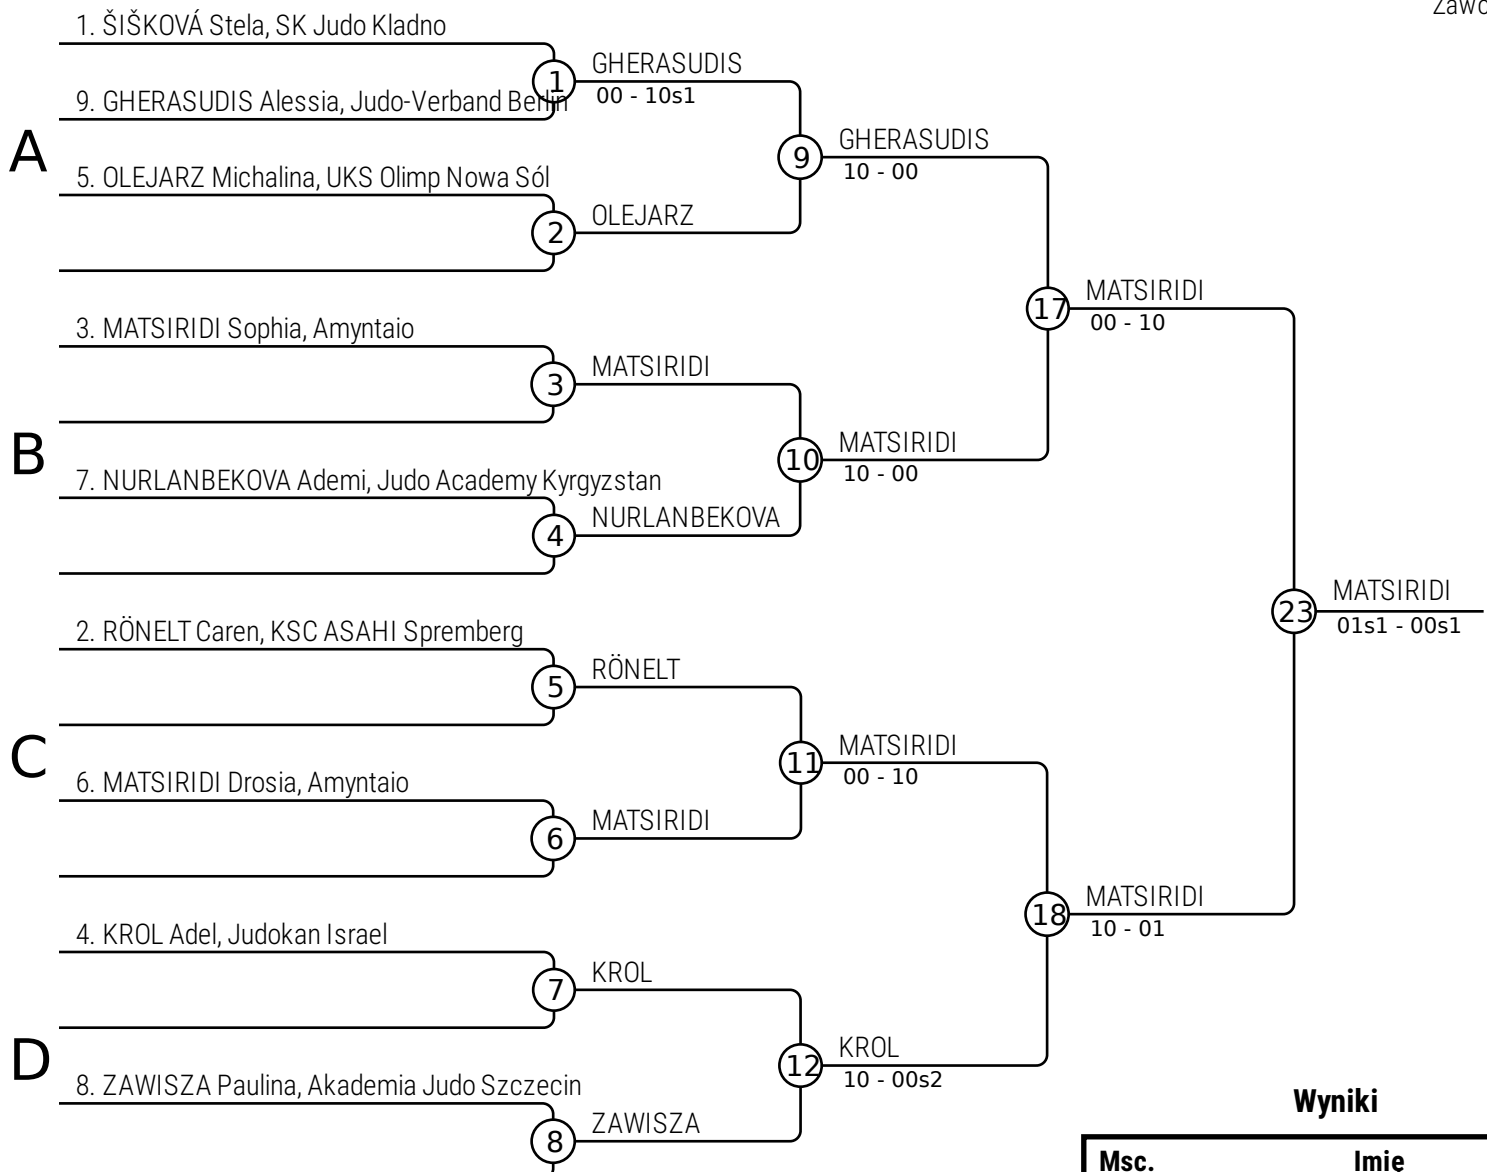 Zawo
1. ŠIŠKOVÁ Stela, SK Judo Kladno
1
GHERASUDIS
00 - 10s1
9. GHERASUDIS Alessia, Judo-Verband Berlin
A
9
GHERASUDIS
10 - 00
5. OLEJARZ Michalina, UKS Olimp Nowa Sól
2
OLEJARZ
17
MATSIRIDI
00 - 10
3. MATSIRIDI Sophia, Amyntaio
3
MATSIRIDI
B
10
MATSIRIDI
10 - 00
7. NURLANBEKOVA Ademi, Judo Academy Kyrgyzstan
4
NURLANBEKOVA
23
MATSIRIDI
01s1 - 00s1
2. RÖNELT Caren, KSC ASAHI Spremberg
5
RÖNELT
C
11
MATSIRIDI
00 - 10
6. MATSIRIDI Drosia, Amyntaio
6
MATSIRIDI
18
MATSIRIDI
10 - 01
4. KROL Adel, Judokan Israel
7
KROL
D
12
KROL
10 - 00s2
8. ZAWISZA Paulina, Akademia Judo Szczecin
8
ZAWISZA
Wyniki
Msc. Imię